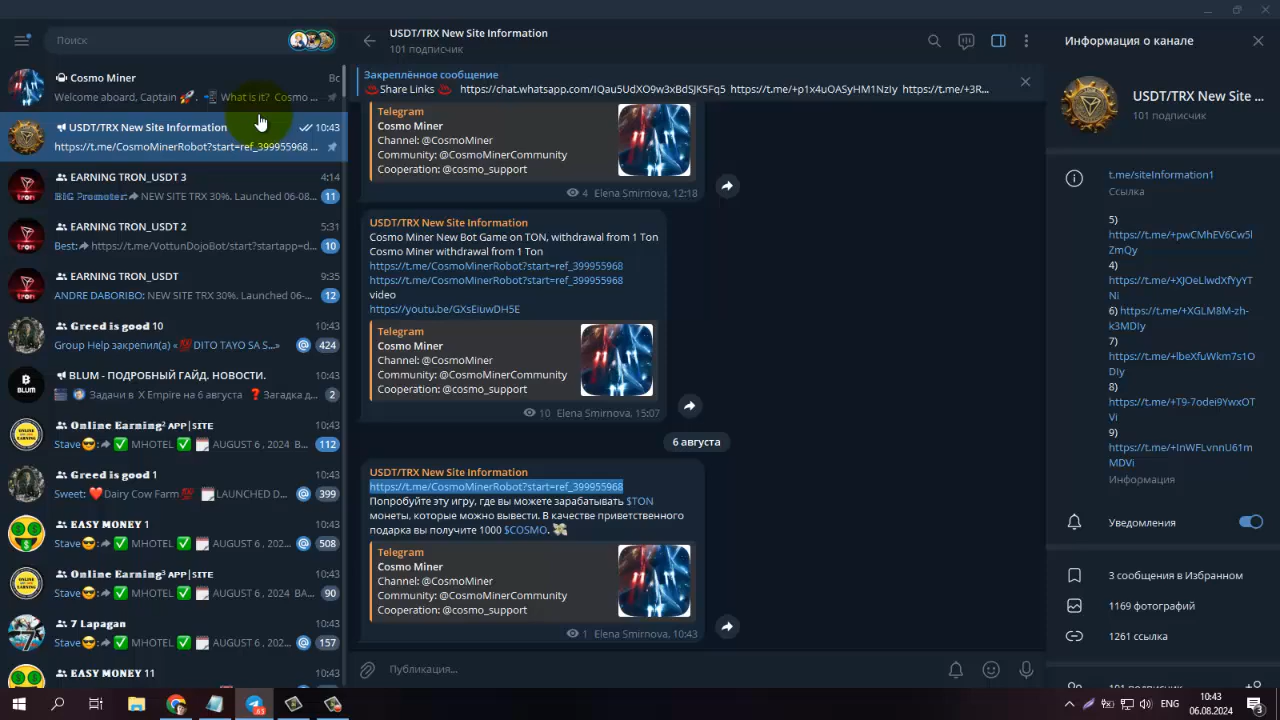 Поиск
Cosmo Miner
Вс
Welcome aboard, Captain 🚀. 📲 What is it? Cosmo ...
USDT/TRX New Site Information
10:43
https://t.me/CosmoMinerRobot?start=ref_399955968 ...
EARNING TRON_USDT 3
4:14
BIG Promoter: NEW SITE TRX 30%. Launched 06-08...
11
EARNING TRON_USDT 2
5:31
Best: https://t.me/VottunDojoBot/start?startapp=d...
10
EARNING TRON_USDT
9:35
ANDRE DABORIBO: NEW SITE TRX 30%. Launched 06-...
12
Greed is good 10
10:43
Group Help закрепил(а) «💯DITO TAYO SA S...»
@ 424
BLUM - ПОДРОБНЫЙ ГАЙД. НОВОСТИ.
10:43
Задачи в X Empire на 6 августа ❓Загадка д...
2
Online Earning² APP|SITE
10:43
Stave😎: ✅ MHOTEL ✅ 🗓 AUGUST 6 , 2024 B...
112
Greed is good 1
10:43
Sweet: ❤️Dairy Cow Farm💯 🗓 LAUNCHED D...
@ 399
EASY MONEY 1
10:43
Stave😎: ✅ MHOTEL ✅ 🗓 AUGUST 6 , 202...
@ 508
Online Earning³ APP|SITE
10:43
Stave😎: ✅ MHOTEL ✅ 🗓 AUGUST 6 , 2024 BA...
90
7 Lapagan
10:43
Stave😎: ✅ MHOTEL ✅ 🗓 AUGUST 6 , 202...
@ 157
EASY MONEY 11
10:43
USDT/TRX New Site Information
101 подписчик
Закреплённое сообщение
♨️Share Links ♨️ https://chat.whatsapp.com/IQau5UdXO9w3xBdSJK5Fq5 https://t.me/+p1x4uOASyHM1NzIy https://t.me/+3R...
Telegram
Cosmo Miner
Channel: @CosmoMiner
Community: @CosmoMinerCommunity
Cooperation: @cosmo_support
4 Elena Smirnova, 12:18
USDT/TRX New Site Information
Cosmo Miner New Bot Game on TON, withdrawal from 1 Ton
Cosmo Miner withdrawal from 1 Ton
https://t.me/CosmoMinerRobot?start=ref_399955968
https://t.me/CosmoMinerRobot?start=ref_399955968
video
https://youtu.be/GXsEiuwDH5E
Telegram
Cosmo Miner
Channel: @CosmoMiner
Community: @CosmoMinerCommunity
Cooperation: @cosmo_support
10 Elena Smirnova, 15:07
6 августа
USDT/TRX New Site Information
https://t.me/CosmoMinerRobot?start=ref_399955968
Попробуйте эту игру, где вы можете зарабатывать $TON
монеты, которые можно вывести. В качестве приветственного
подарка вы получите 1000 $COSMO. 💸
Telegram
Cosmo Miner
Channel: @CosmoMiner
Community: @CosmoMinerCommunity
Cooperation: @cosmo_support
1 Elena Smirnova, 10:43
Публикация...
Информация о канале
USDT/TRX New Site ...
101 подписчик
t.me/siteInformation1
Ссылка
5)
https://t.me/+pwCMhEV6Cw5l
ZmQy
4)
https://t.me/+XJOeLlwdXfYyYT
Ni
6) https://t.me/+XGLM8M-zh-
k3MDIy
7)
https://t.me/+lbeXfuWkm7s1O
DIy
8)
https://t.me/+T9-7odei9YwxOT
Vi
9)
https://t.me/+InWFLvnnU61m
MDVi
Информация
Уведомления
3 сообщения в Избранном
1169 фотографий
1261 ссылка
10:43
06.08.2024